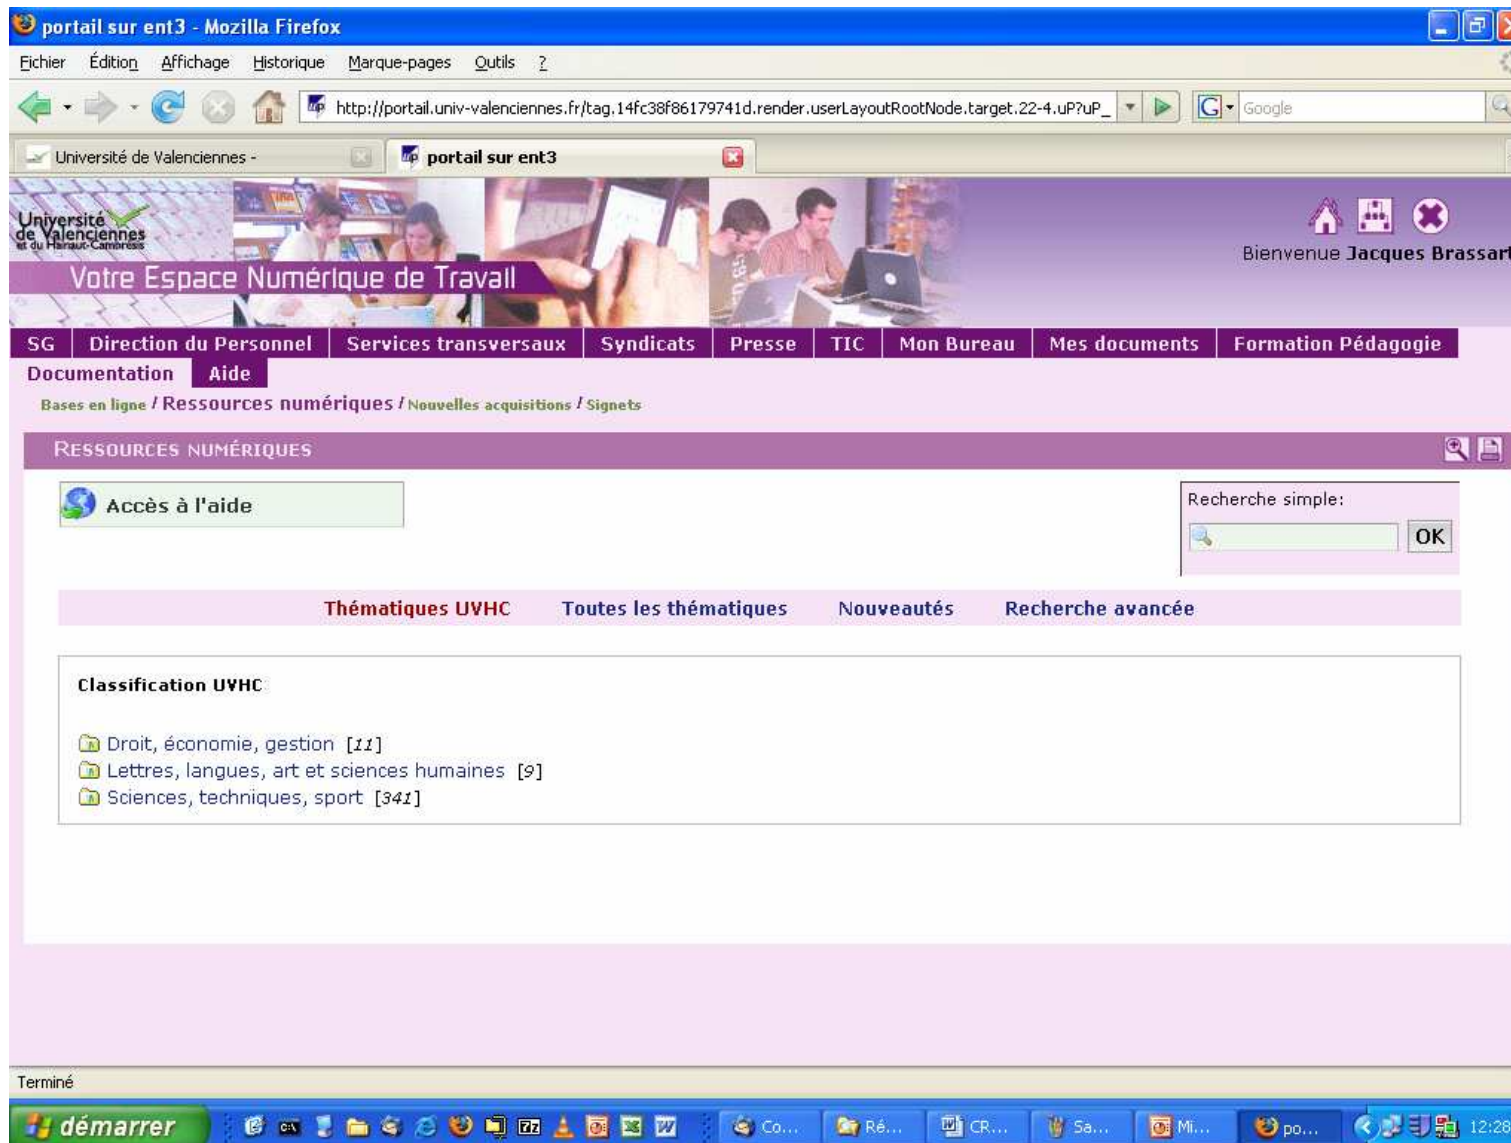 portail sur ent3 - Mozilla Firefox
Fichier Édition Affichage Historique Marque-pages Outils ?
http://portail.univ-valenciennes.fr/tag.14fc38f86179741d.render.userLayoutRootNode.target.22-4.uP?uP_ Google
Université de Valenciennes - portail sur ent3
Université
de Valenciennes
et du Hainaut-Cambrésis
Votre Espace Numérique de Travail
Bienvenue Jacques Brassart
SG Direction du Personnel Services transversaux Syndicats Presse TIC Mon Bureau Mes documents Formation Pédagogie
Documentation Aide
Bases en ligne / Ressources numériques / Nouvelles acquisitions / Signets
RESSOURCES NUMÉRIQUES
Accès à l'aide
Recherche simple:
OK
Thématiques UVHC Toutes les thématiques Nouveautés Recherche avancée
Classification UVHC
Droit, économie, gestion [11]
Lettres, langues, art et sciences humaines [9]
Sciences, techniques, sport [341]
Terminé
démarrer Co... Ré... CR... Sa... Mi... po... 12:28